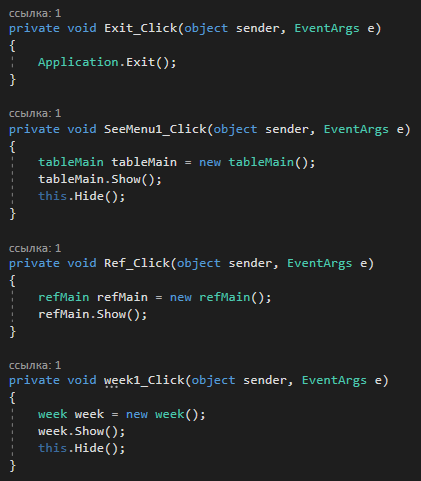 ссылка: 1
private void Exit_Click(object sender, EventArgs e)
{
Application.Exit();
}
ссылка: 1
private void SeeMenu1_Click(object sender, EventArgs e)
{
tableMain tableMain = new tableMain();
tableMain.Show();
this.Hide();
}
ссылка: 1
private void Ref_Click(object sender, EventArgs e)
{
refMain refMain = new refMain();
refMain.Show();
}
ссылка: 1
private void week1_Click(object sender, EventArgs e)
{
week week = new week();
week.Show();
this.Hide();
}